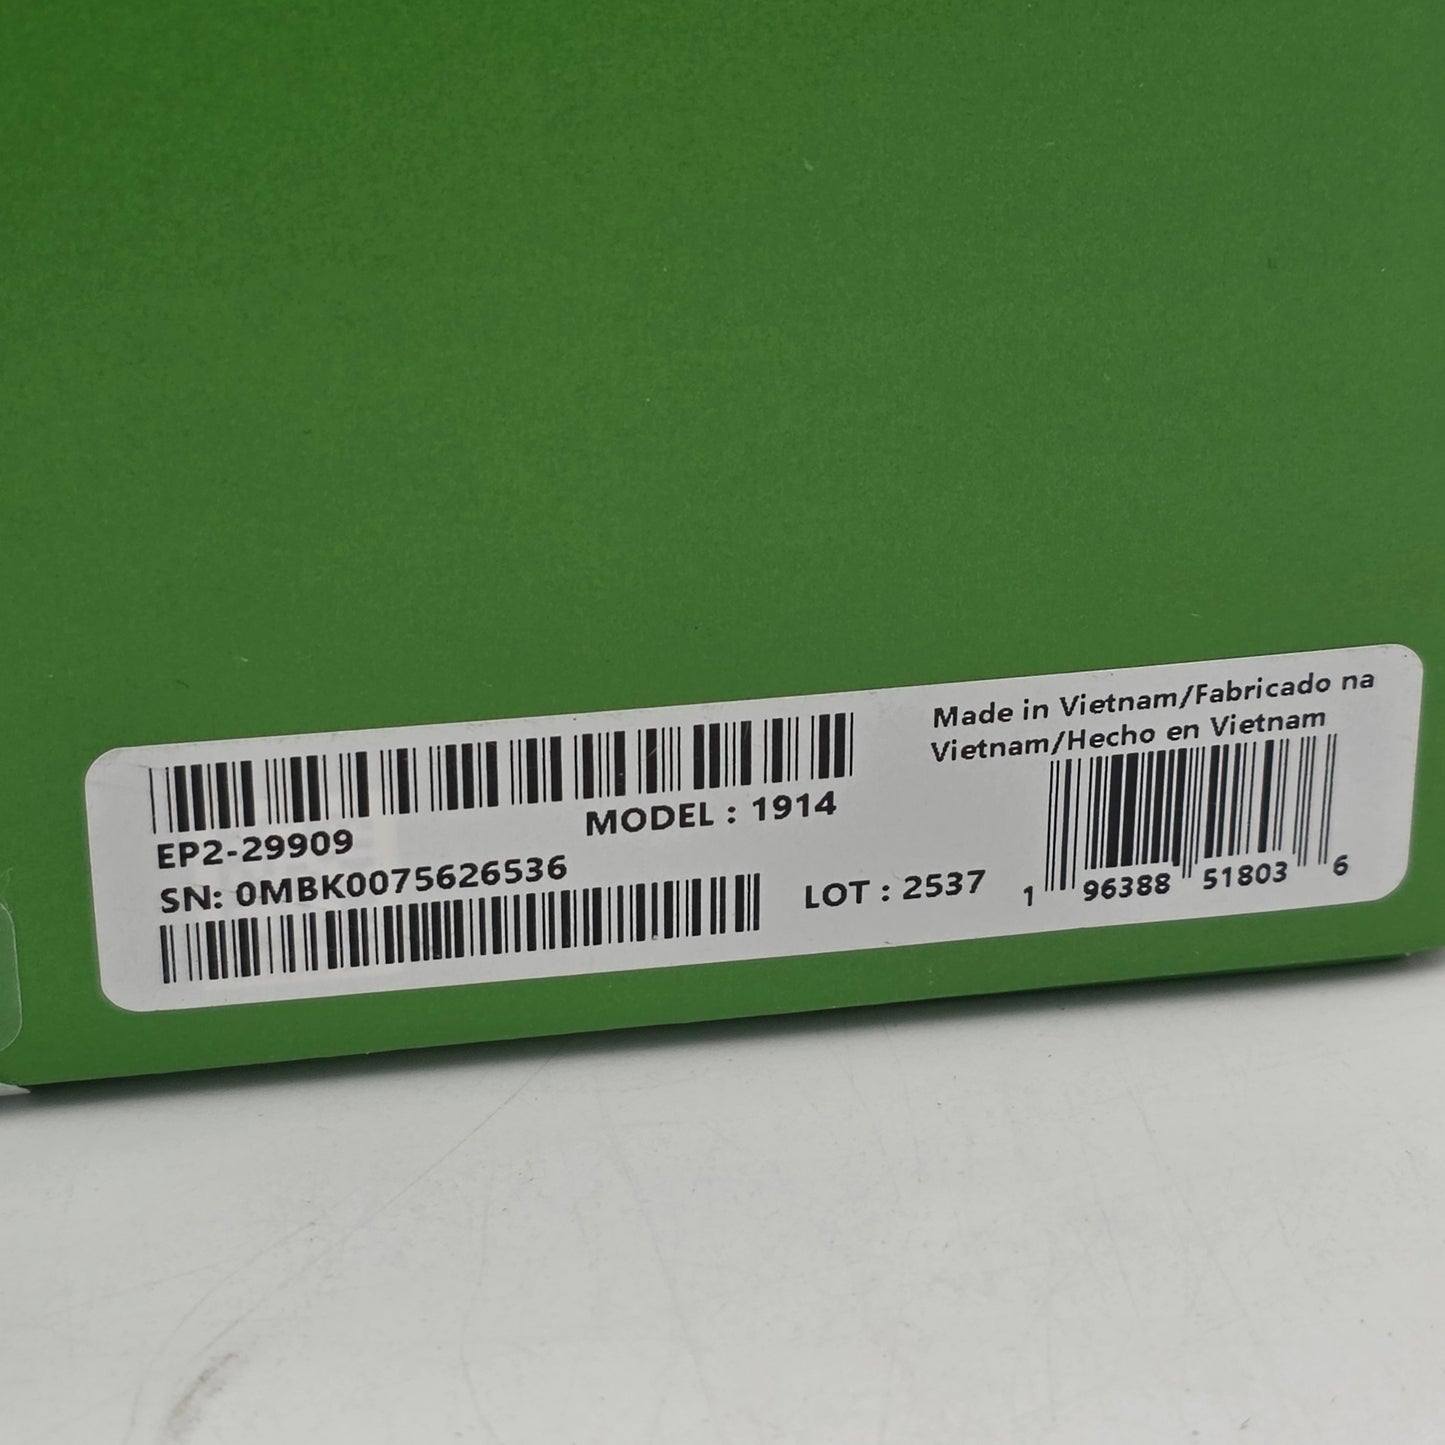 EP2-29909
MODEL : 1914
SN: 0MBK0075626536
LOT : 2537
Made in Vietnam/Fabricado na
Vietnam/Hecho en Vietnam
1 96388 51803 6